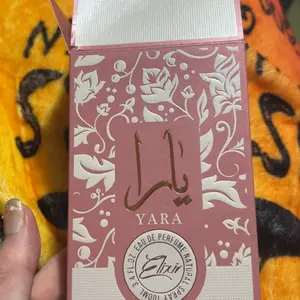 يارا
YARA
3.4 FL.OZ. EAU DE PERFUME NATURAL SPRAY 100ML
Elixir